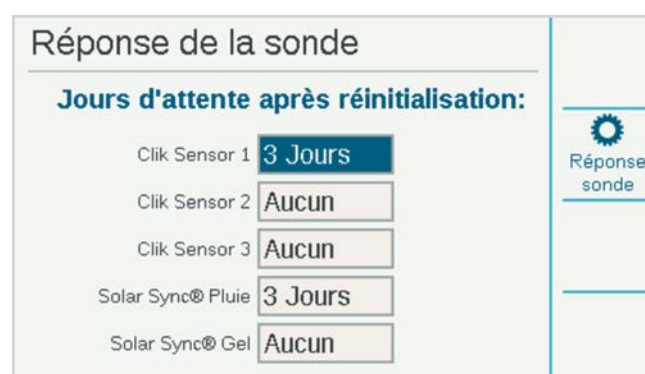 Réponse de la sonde
Jours d'attente après réinitialisation:
Clik Sensor 1 3 Jours
Clik Sensor 2 Aucun
Clik Sensor 3 Aucun
Solar Sync® Pluie 3 Jours
Solar Sync® Gel Aucun
Réponse
sonde